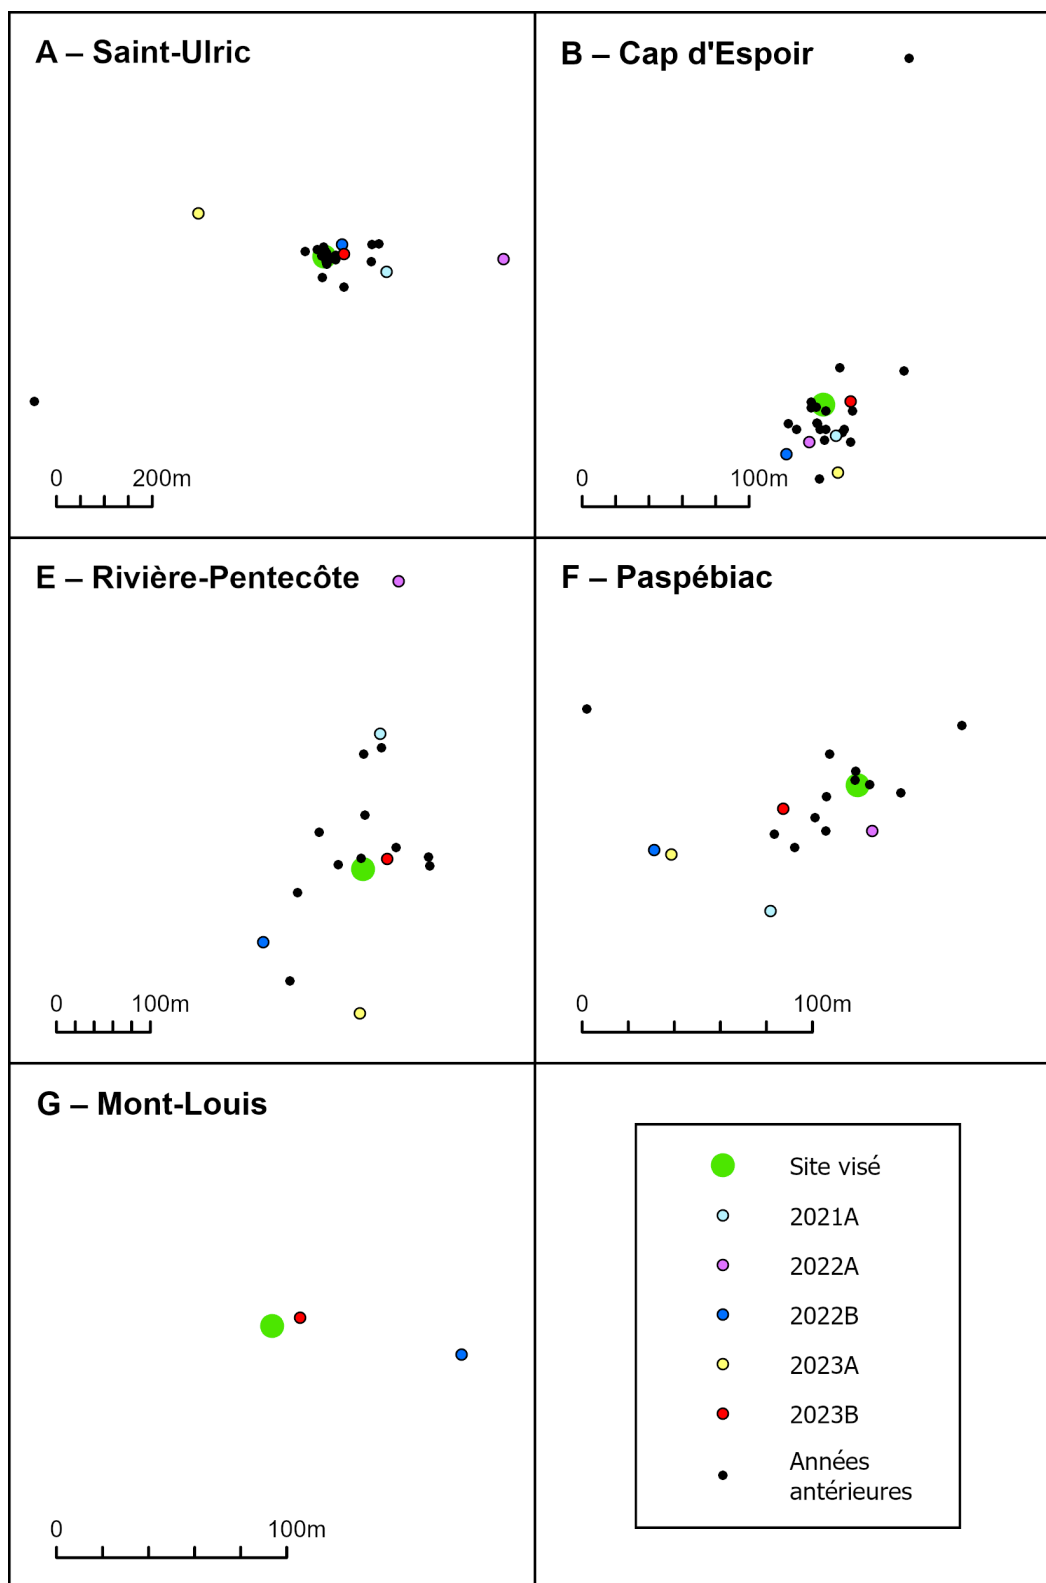 A – Saint-Ulric
0 200m
B – Cap d'Espoir
0 100m
E – Rivière-Pentecôte
0 100m
F – Paspébiac
0 100m
G – Mont-Louis
0 100m
Site visé
2021A
2022A
2022B
2023A
2023B
Années
antérieures